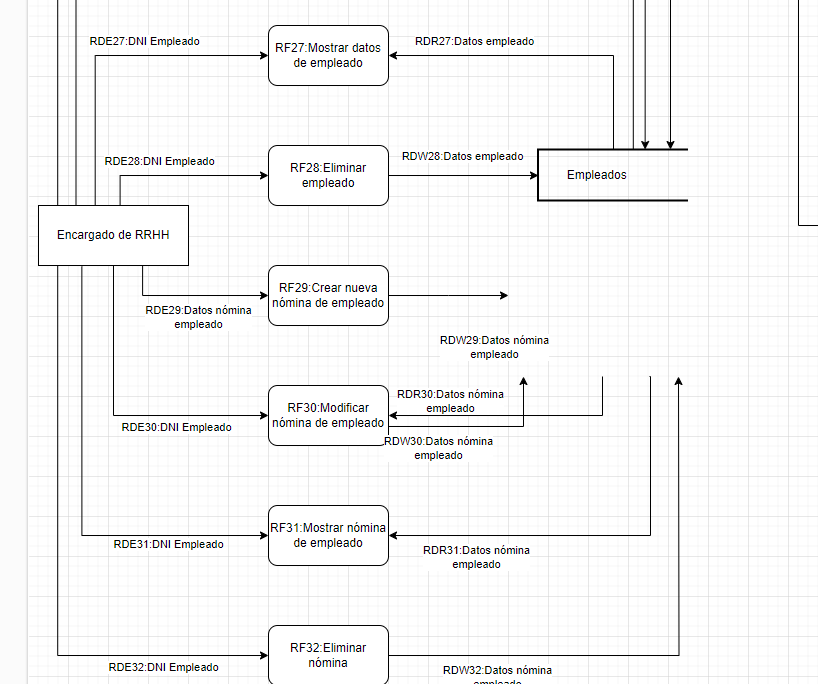 RDE27:DNI Empleado
RF27:Mostrar datos
de empleado
RDR27:Datos empleado
RDE28:DNI Empleado
RF28:Eliminar
empleado
RDW28:Datos empleado
Empleados
Encargado de RRHH
RF29:Crear nueva
nómina de empleado
RDE29:Datos nómina
empleado
RDW29:Datos nómina
empleado
RF30:Modificar
nómina de empleado
RDR30:Datos nómina
empleado
RDE30:DNI Empleado
RDW30:Datos nómina
empleado
RF31:Mostrar nómina
de empleado
RDE31:DNI Empleado
RDR31:Datos nómina
empleado
RF32:Eliminar
nómina
RDE32:DNI Empleado
RDW32:Datos nómina
empleado